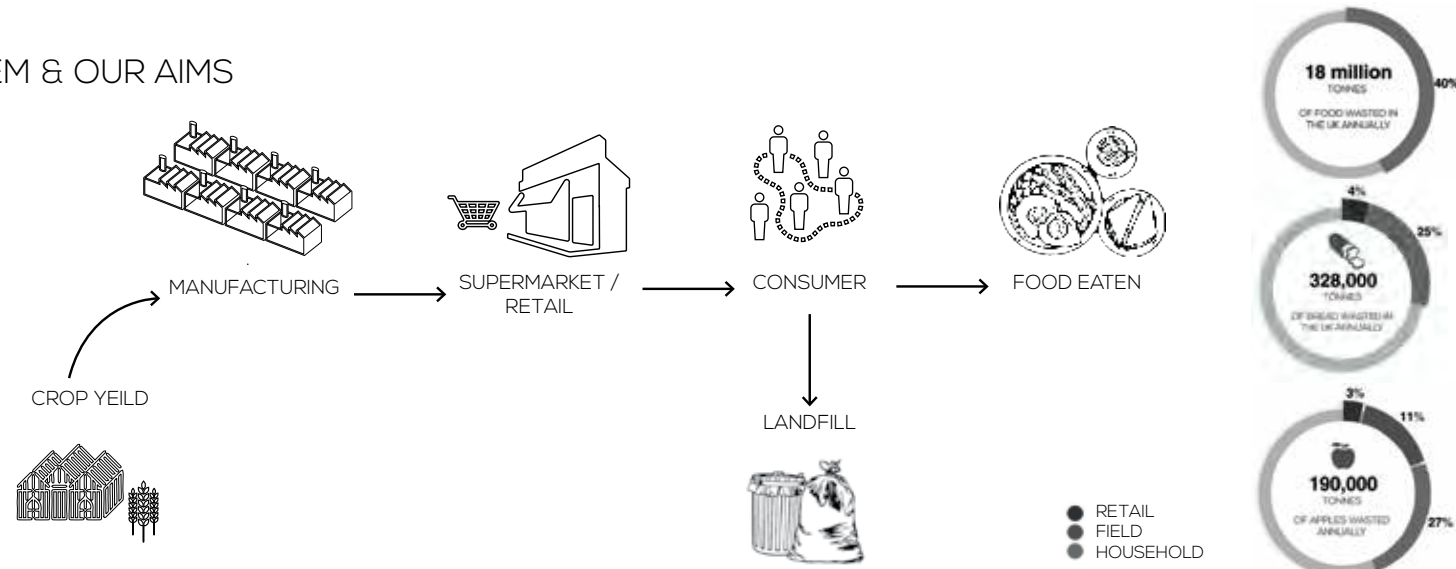 EM & OUR AIMS
MANUFACTURING
SUPERMARKET /
RETAIL
CONSUMER
FOOD EATEN
CROP YEILD
LANDFILL
RETAIL
FIELD
HOUSEHOLD
18 million
TONNES
OF FOOD WASTED IN
THE UK ANNUALLY
40%
4%
25%
328,000
TONNES
OF BREAD WASTED IN
THE UK ANNUALLY
3%
11%
190,000
TONNES
OF APPLES WASTED
ANNUALLY
27%